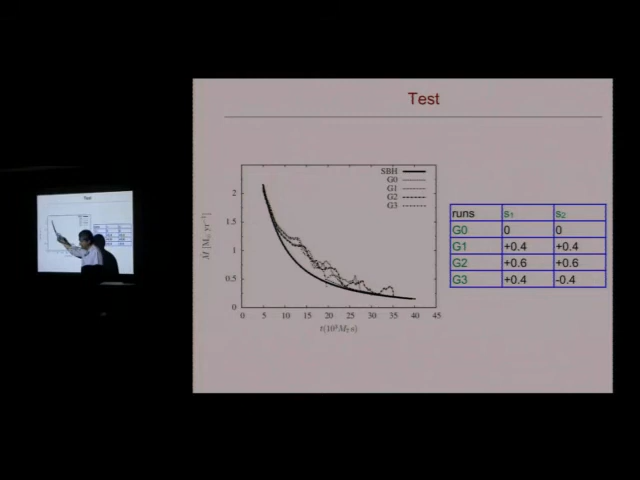 Test
SBH
G0
G1
G2
G3
2
1.5
1
0.5
0
0 5 10 15 20 25 30 35 40 45
runs s₁ s₂
G0 0 0
G1 +0.4 +0.4
G2 +0.6 +0.6
G3 +0.4 -0.4
Test